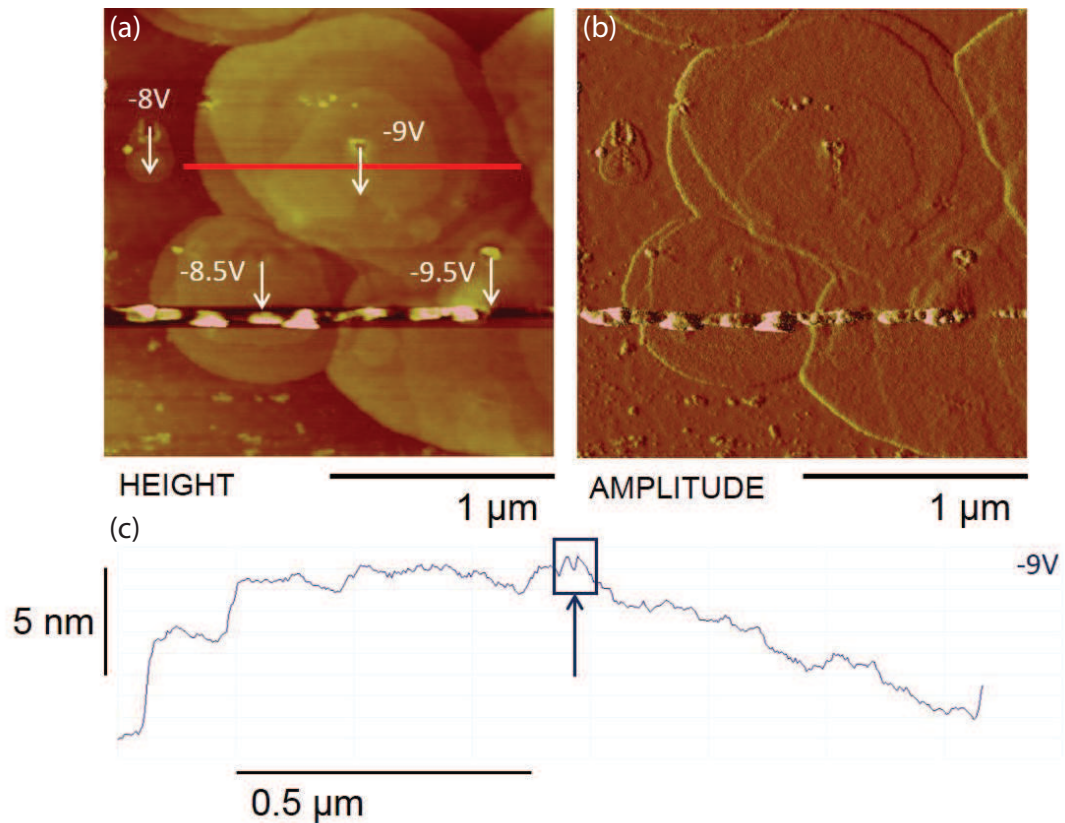 (a)
(b)
-8V
-9V
-8.5V
-9.5V
HEIGHT
1 µm
AMPLITUDE
1 µm
(c)
-9V
5 nm
0.5 µm